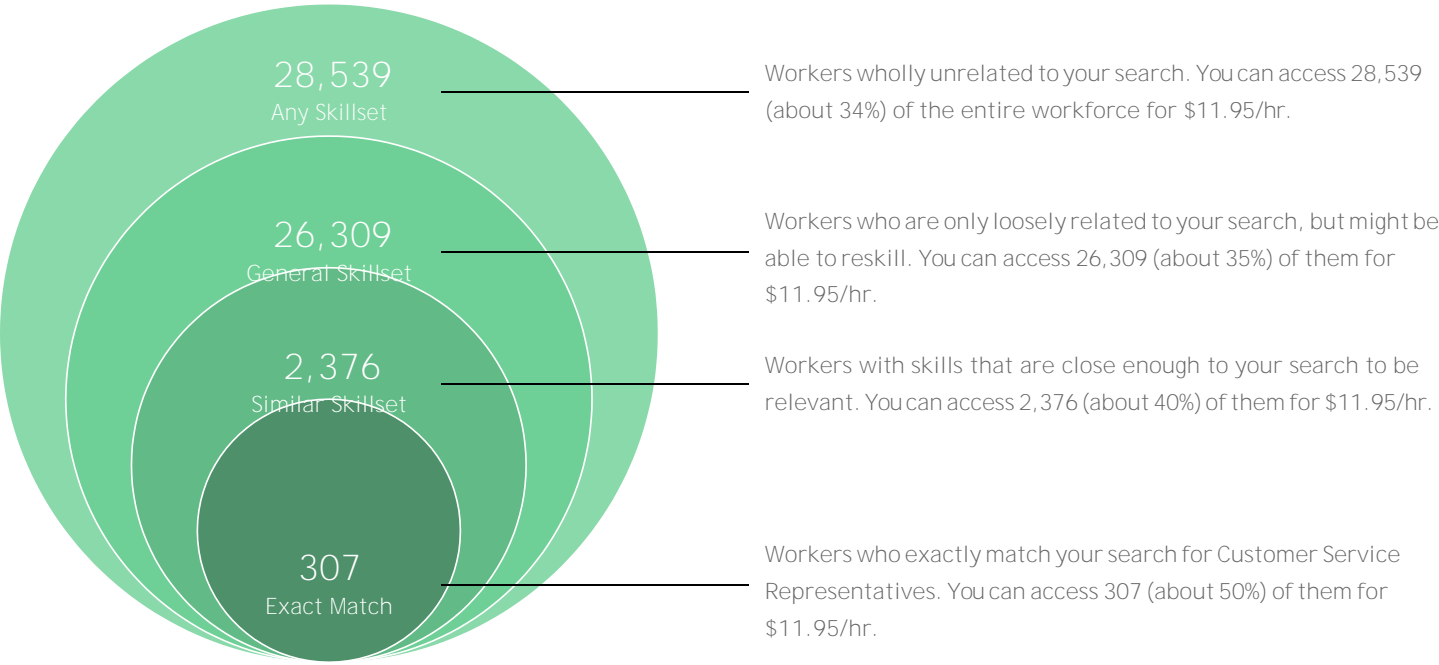 28,539
Any Skillset
Workers wholly unrelated to your search. You can access 28,539
(about 34%) of the entire workforce for $11.95/hr.
26,309
General Skillset
Workers who are only loosely related to your search, but might be
able to reskill. You can access 26,309 (about 35%) of them for
$11.95/hr.
2,376
Similar Skillset
Workers with skills that are close enough to your search to be
relevant. You can access 2,376 (about 40%) of them for $11.95/hr.
307
Exact Match
Workers who exactly match your search for Customer Service
Representatives. You can access 307 (about 50%) of them for
$11.95/hr.